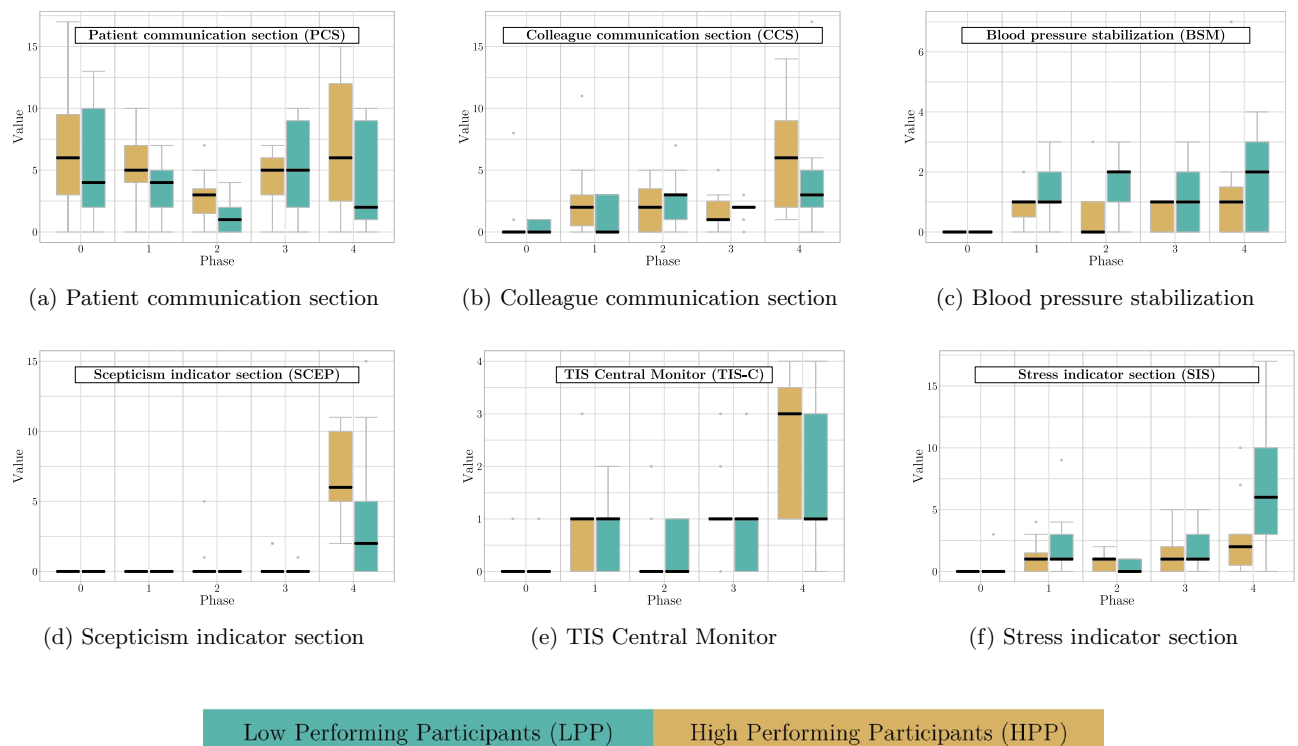 Patient communication section (PCS)
15
10
5
0
Value
0 1 2 3 4
Phase
(a) Patient communication section
Colleague communication section (CCS)
15
10
5
0
Value
0 1 2 3 4
Phase
(b) Colleague communication section
Blood pressure stabilization (BSM)
6
4
2
0
Value
0 1 2 3 4
Phase
(c) Blood pressure stabilization
Scepticism indicator section (SCEP)
15
10
5
0
Value
0 1 2 3 4
Phase
(d) Scepticism indicator section
TIS Central Monitor (TIS-C)
4
3
2
1
0
Value
0 1 2 3 4
Phase
(e) TIS Central Monitor
Stress indicator section (SIS)
15
10
5
0
Value
0 1 2 3 4
Phase
(f) Stress indicator section
Low Performing Participants (LPP) High Performing Participants (HPP)